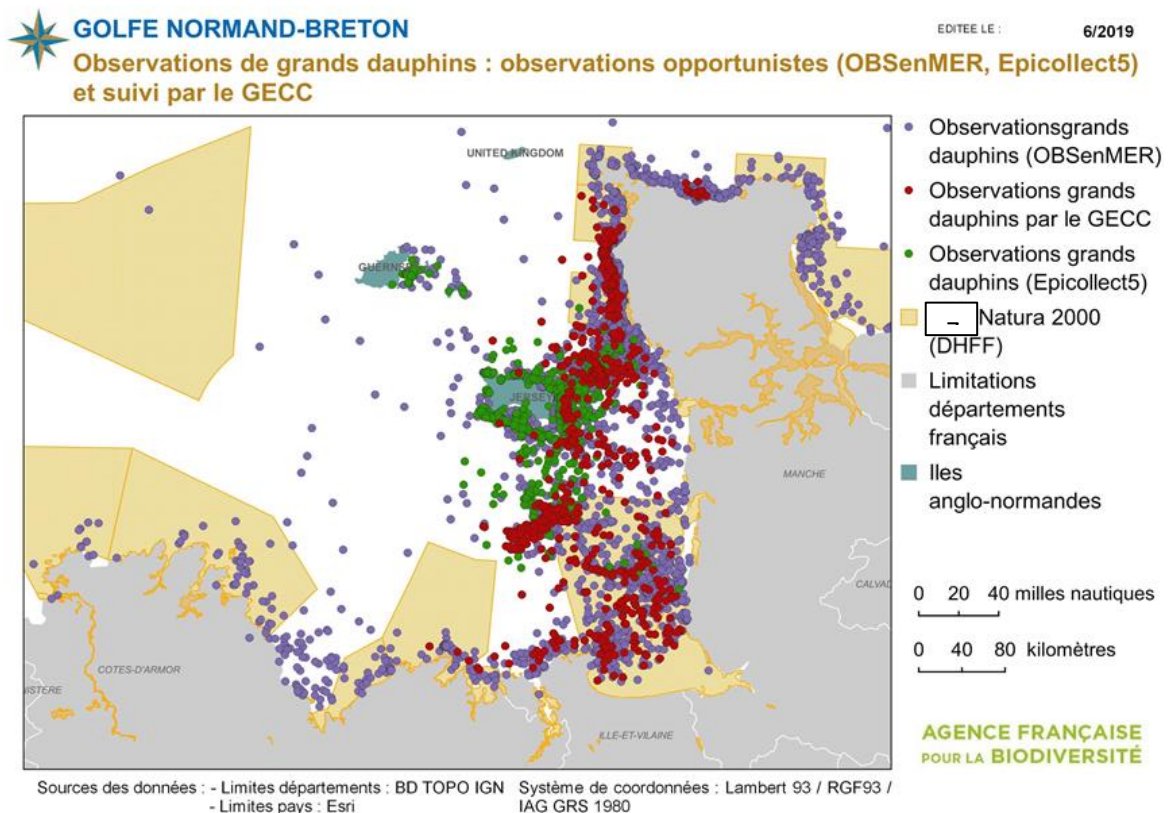 GOLFE NORMAND-BRETON
EDITEE LE :
6/2019
Observations de grands dauphins : observations opportunistes (OBSenMER, Epicollect5)
et suivi par le GECC
UNITED KINGDOM
GUERNSE
JERSEY
MANCHE
CALVAD
COTES-D'ARMOR
NISTERE
ILLE-ET-VILAINE
Observationsgrands
dauphins (OBSenMER)
Observations grands
dauphins par le GECC
Observations grands
dauphins (Epicollect5)
- Natura 2000
(DHFF)
Limitations
départements
français
Iles
anglo-normandes
0 20 40 milles nautiques
0 40 80 kilomètres
AGENCE FRANÇAISE
POUR LA BIODIVERSITÉ
Sources des données : - Limites départements : BD TOPO IGN
- Limites pays : Esri
Système de coordonnées : Lambert 93 / RGF93 /
IAG GRS 1980